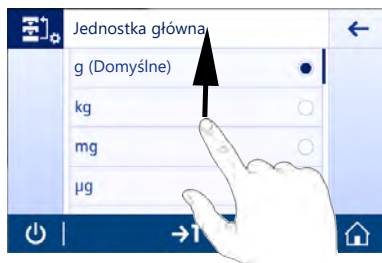 Jednostka główna
g (Domyślne)
kg
mg
µg
→T